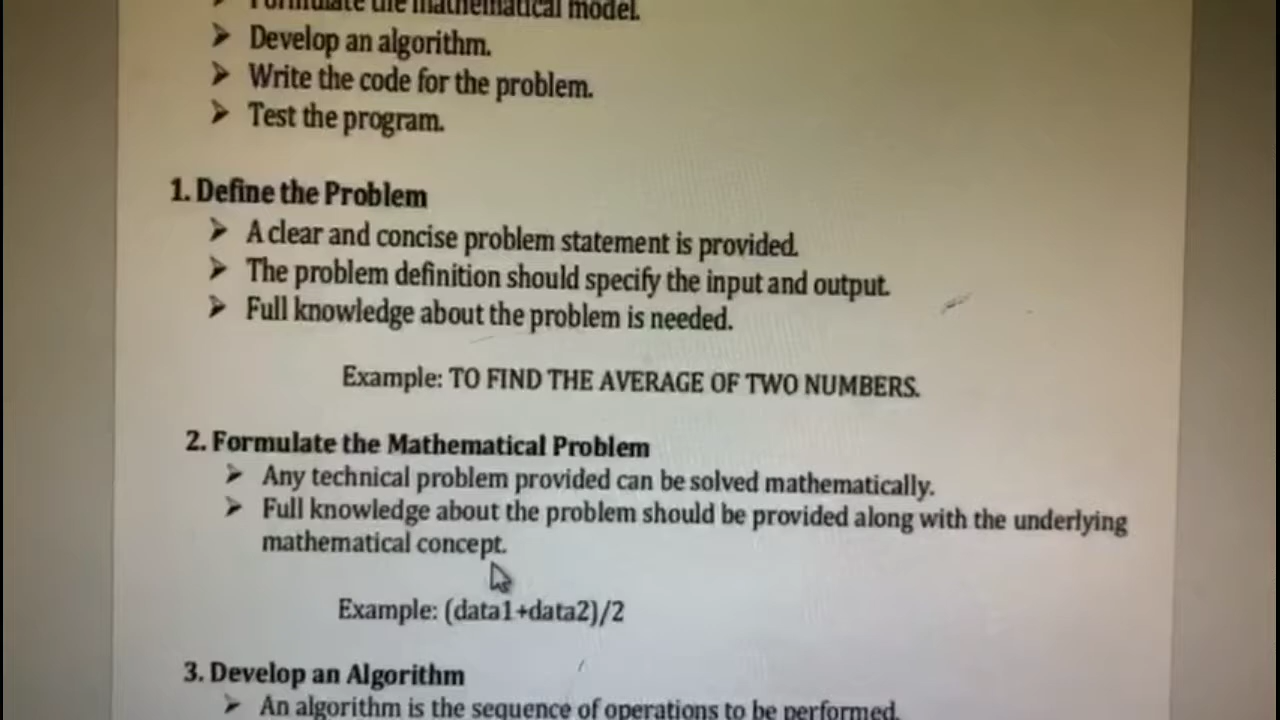 Formulate the mathematical model.
➢ Develop an algorithm.
➢ Write the code for the problem.
➢ Test the program.
1. Define the Problem
➢ A clear and concise problem statement is provided.
➢ The problem definition should specify the input and output.
➢ Full knowledge about the problem is needed.
Example: TO FIND THE AVERAGE OF TWO NUMBERS.
2. Formulate the Mathematical Problem
➢ Any technical problem provided can be solved mathematically.
➢ Full knowledge about the problem should be provided along with the underlying
mathematical concept.
Example: (data1+data2)/2
3. Develop an Algorithm
➢ An algorithm is the sequence of operations to be performed.